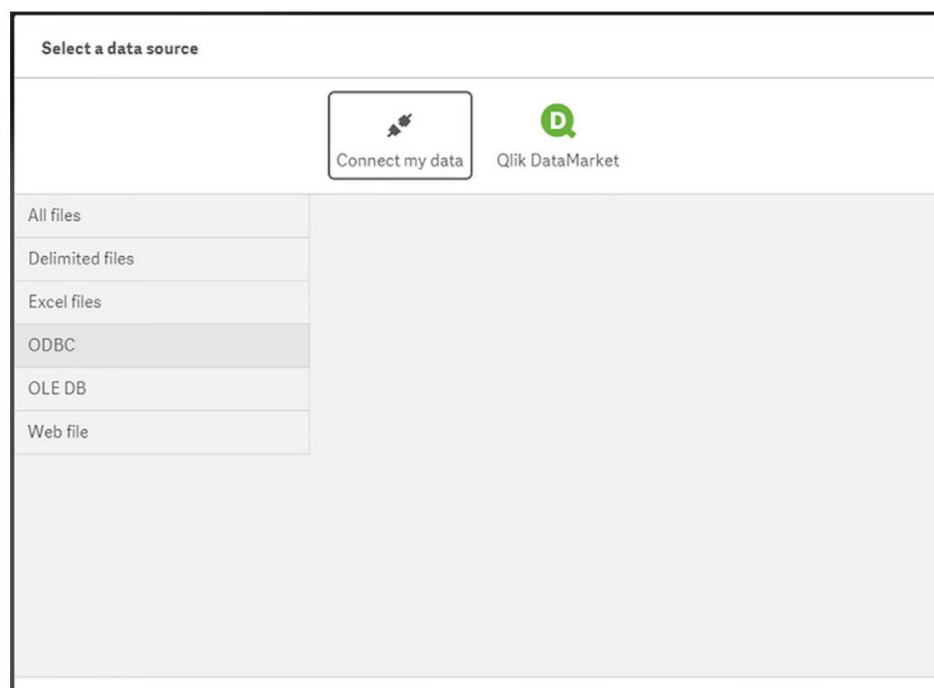 Select a data source
Connect my data
Qlik DataMarket
All files
Delimited files
Excel files
ODBC
OLE DB
Web file